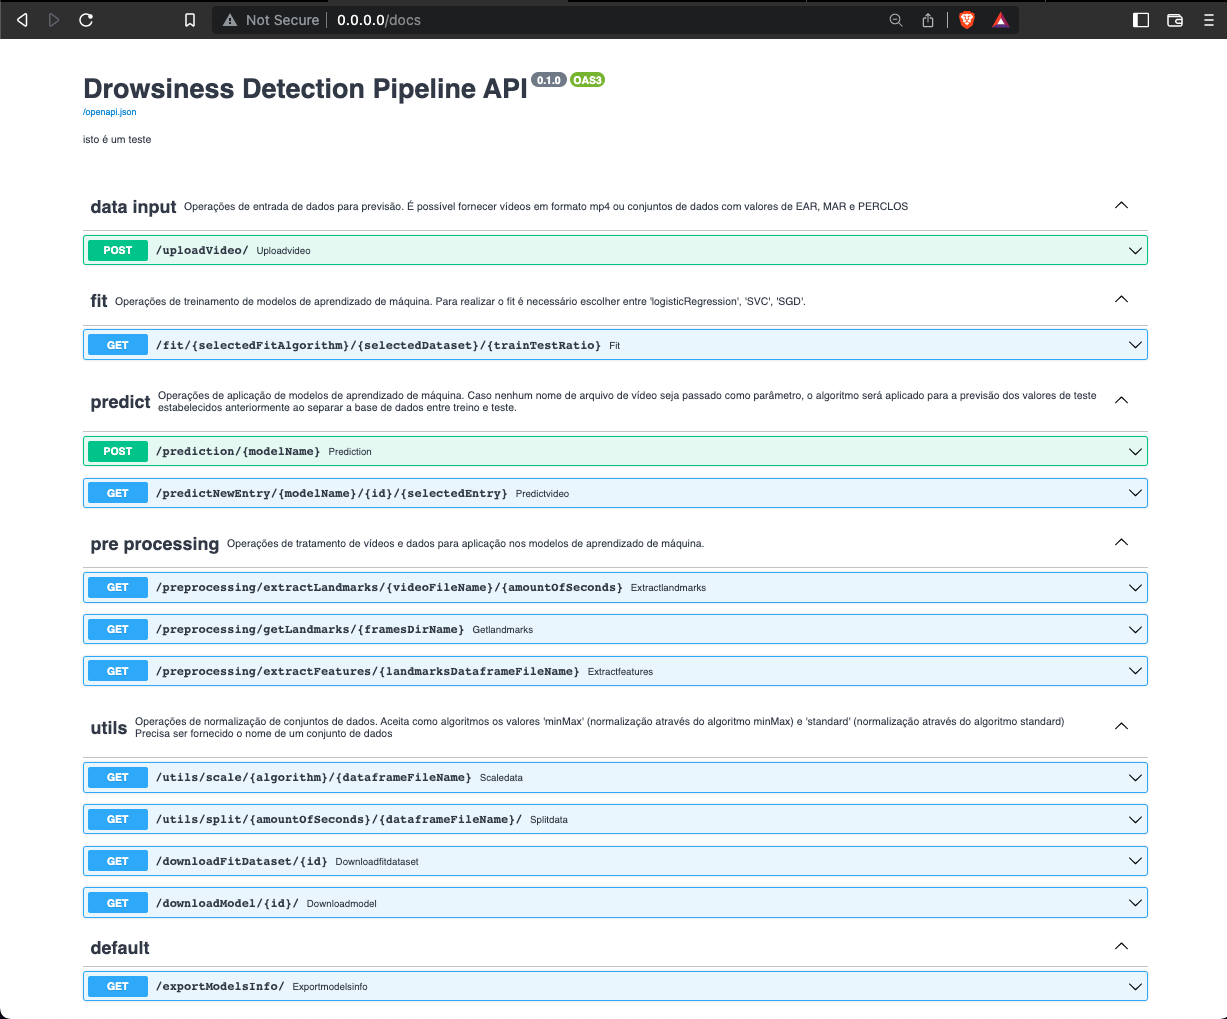 Not Secure 0.0.0.0/docs
Drowsiness Detection Pipeline API 0.1.0 OAS3
/openapi.json
isto é um teste
data input Operações de entrada de dados para previsão. É possível fornecer vídeos em formato mp4 ou conjuntos de dados com valores de EAR, MAR e PERCLOS
POST /uploadVideo/ Uploadvideo
fit Operações de treinamento de modelos de aprendizado de máquina. Para realizar o fit é necessário escolher entre 'logisticRegression', 'SVC', 'SGD'.
GET /fit/{selectedFitAlgorithm}/{selectedDataset}/{trainTestRatio} Fit
predict Operações de aplicação de modelos de aprendizado de máquina. Caso nenhum nome de arquivo de vídeo seja passado como parâmetro, o algoritmo será aplicado para a previsão dos valores de teste
estabelecidos anteriormente ao separar a base de dados entre treino e teste.
POST /prediction/{modelName} Prediction
GET /predictNewEntry/{modelName}/{id}/{selectedEntry} Predictvideo
pre processing Operações de tratamento de vídeos e dados para aplicação nos modelos de aprendizado de máquina.
GET /preprocessing/extractLandmarks/{videoFileName}/{amountOfSeconds} Extractlandmarks
GET /preprocessing/getLandmarks/{framesDirName} Getlandmarks
GET /preprocessing/extractFeatures/{landmarksDataframeFileName} Extractfeatures
utils Operações de normalização de conjuntos de dados. Aceita como algoritmos os valores 'minMax' (normalização através do algoritmo minMax) e 'standard' (normalização através do algoritmo standard)
Precisa ser fornecido o nome de um conjunto de dados
GET /utils/scale/{algorithm}/{dataframeFileName} Scaledata
GET /utils/split/{amountOfSeconds}/{dataframeFileName}/ Splitdata
GET /downloadFitDataset/{id} Downloadfitdataset
GET /downloadModel/{id}/ Downloadmodel
default
GET /exportModelsInfo/ Exportmodelsinfo